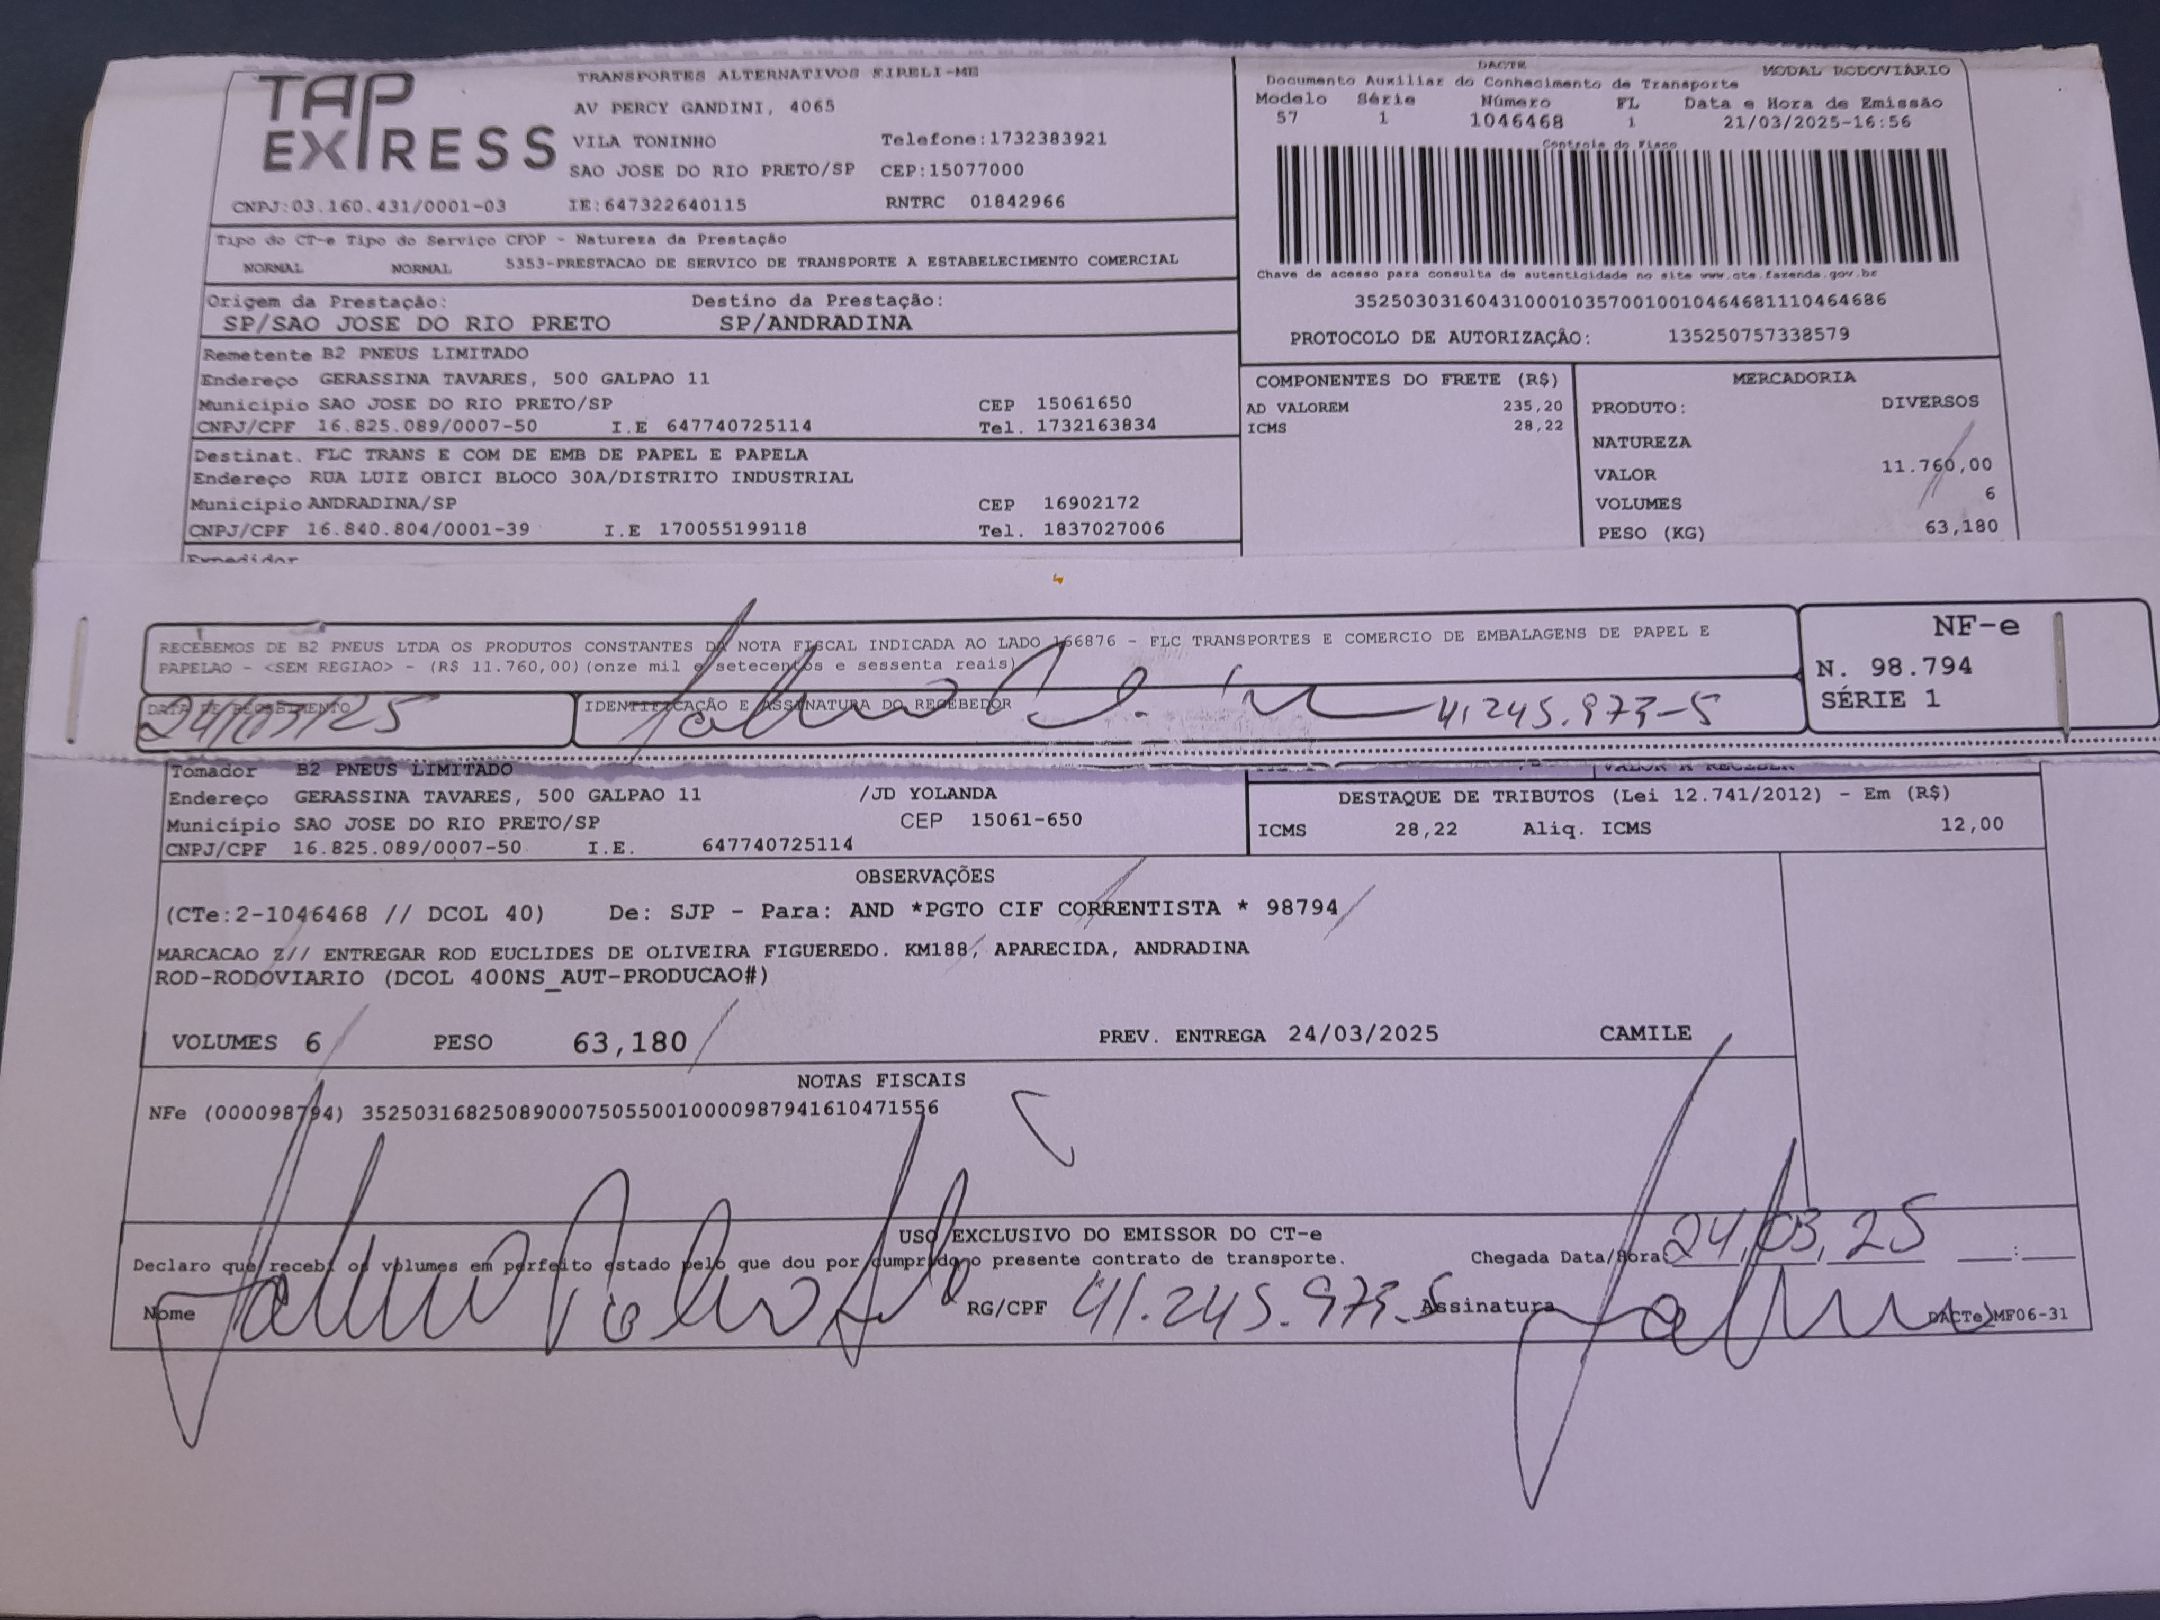 TAP EXPRESS
TRANSPORTES ALTERNATIVOS EIRELI-ME
AV PERCY GANDINI, 4065
VILA TONINHO Telefone:1732383921
SAO JOSE DO RIO PRETO/SP CEP:15077000
CNPJ:03.160.431/0001-03 IE:647322640115 RNTRC 01842966
DACTE
Documento Auxiliar do Conhecimento de Transporte MODAL RODOVIÁRIO
Modelo Série Número FL Data e Hora de Emissão
57 1 1046468 1 21/03/2025-16:56
Controle do Fisco
Chave de acesso para consulta de autenticidade no site www.cte.fazenda.gov.br
35250303160431000103570010010464681110464686
PROTOCOLO DE AUTORIZAÇÃO: 135250757338579
Tipo do CT-e Tipo do Serviço CFOP - Natureza da Prestação
NORMAL NORMAL 5353-PRESTACAO DE SERVICO DE TRANSPORTE A ESTABELECIMENTO COMERCIAL
Origem da Prestação: Destino da Prestação:
SP/SAO JOSE DO RIO PRETO SP/ANDRADINA
Remetente B2 PNEUS LIMITADO
Endereço GERASSINA TAVARES, 500 GALPAO 11
Município SAO JOSE DO RIO PRETO/SP CEP 15061650
CNPJ/CPF 16.825.089/0007-50 I.E 647740725114 Tel. 1732163834
Destinat. FLC TRANS E COM DE EMB DE PAPEL E PAPELA
Endereço RUA LUIZ OBICI BLOCO 30A/DISTRITO INDUSTRIAL
Município ANDRADINA/SP CEP 16902172
CNPJ/CPF 16.840.804/0001-39 I.E 170055199118 Tel. 1837027006
Expedidor
COMPONENTES DO FRETE (R$)
AD VALOREM 235,20
ICMS 28,22
MERCADORIA
PRODUTO: DIVERSOS
NATUREZA
VALOR 11.760,00
VOLUMES 6
PESO (KG) 63,180
RECEBEMOS DE B2 PNEUS LTDA OS PRODUTOS CONSTANTES DA NOTA FISCAL INDICADA AO LADO 166876 - FLC TRANSPORTES E COMERCIO DE EMBALAGENS DE PAPEL E
PAPELAO - <SEM REGIAO> - (R$ 11.760,00)(onze mil e setecentos e sessenta reais)
DATA DE RECEBIMENTO IDENTIFICAÇÃO E ASSINATURA DO RECEBEDOR
24/03/25 41.245.973-5
NF-e
N. 98.794
SÉRIE 1
Tomador B2 PNEUS LIMITADO
Endereço GERASSINA TAVARES, 500 GALPAO 11 /JD YOLANDA
Município SAO JOSE DO RIO PRETO/SP CEP 15061-650
CNPJ/CPF 16.825.089/0007-50 I.E. 647740725114
VALOR A RECEBER
DESTAQUE DE TRIBUTOS (Lei 12.741/2012) - Em (R$)
ICMS 28,22 Aliq. ICMS 12,00
OBSERVAÇÕES
(CTe:2-1046468 // DCOL 40) De: SJP - Para: AND *PGTO CIF CORRENTISTA * 98794
MARCACAO Z// ENTREGAR ROD EUCLIDES DE OLIVEIRA FIGUEREDO. KM188, APARECIDA, ANDRADINA
ROD-RODOVIARIO (DCOL 400NS_AUT-PRODUCAO#)
VOLUMES 6 PESO 63,180 PREV. ENTREGA 24/03/2025 CAMILE
NOTAS FISCAIS
NFe (000098794) 35250316825089000750550010000987941610471556
USO EXCLUSIVO DO EMISSOR DO CT-e
Declaro que recebi os volumes em perfeito estado pelo que dou por cumprido o presente contrato de transporte. Chegada Data/Hora: 24,03,25 :
Nome RG/CPF 41.245.973-5 Assinatura
DACTe_MF06-31